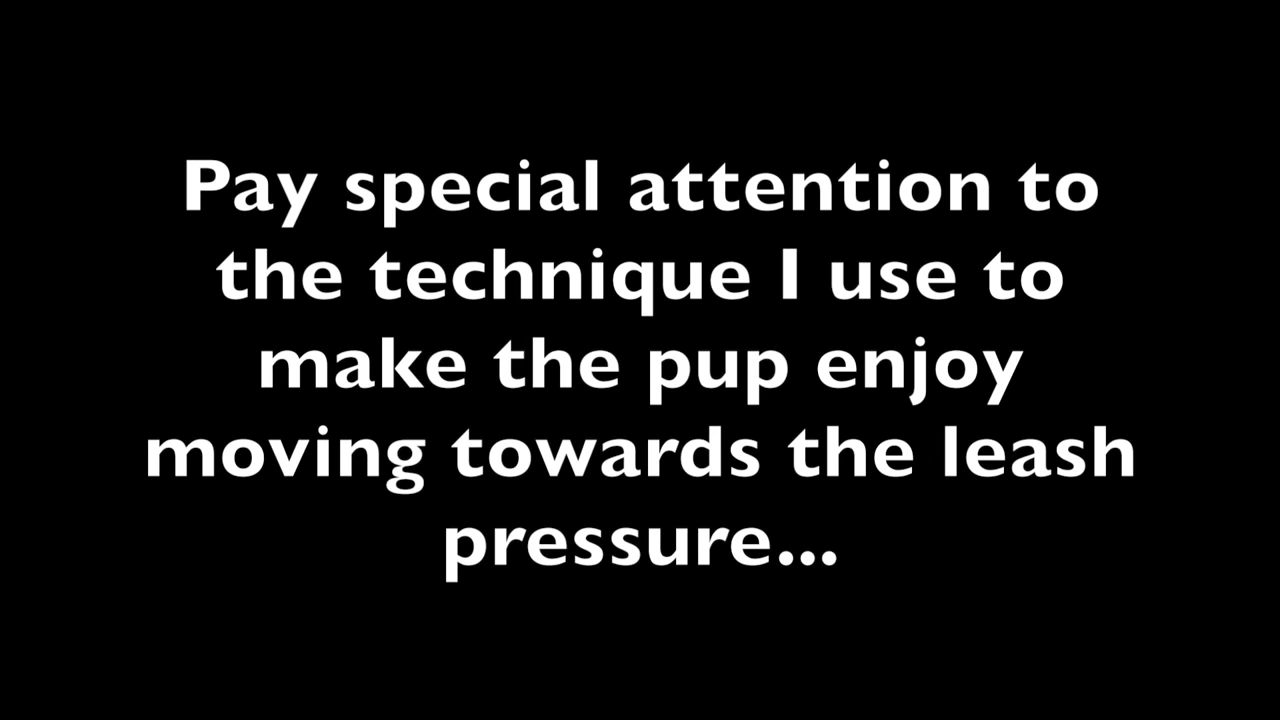 Pay special attention to
the technique I use to
make the pup enjoy
moving towards the leash
pressure...